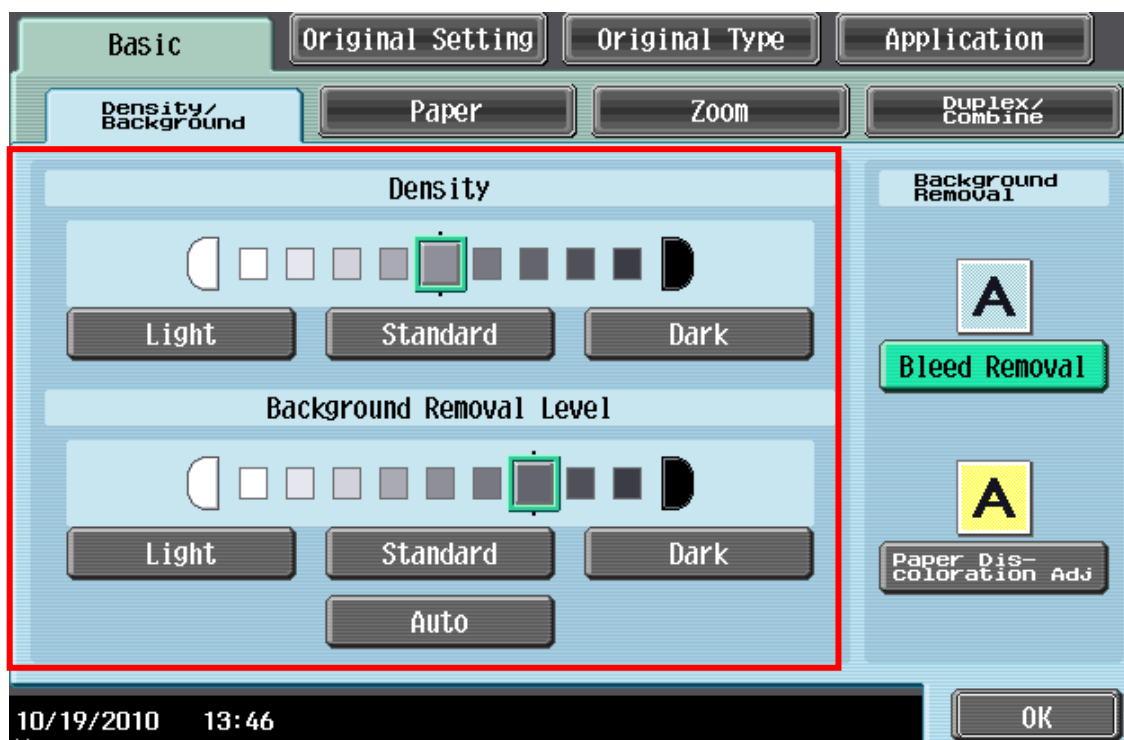 Basic
Original Setting
Original Type
Application
Density/
Background
Paper
Zoom
Duplex/
Combine
Density
Light
Standard
Dark
Background Removal Level
Light
Standard
Dark
Auto
Background
Removal
A
Bleed Removal
A
Paper Dis-
coloration Adj
10/19/2010 13:46
OK